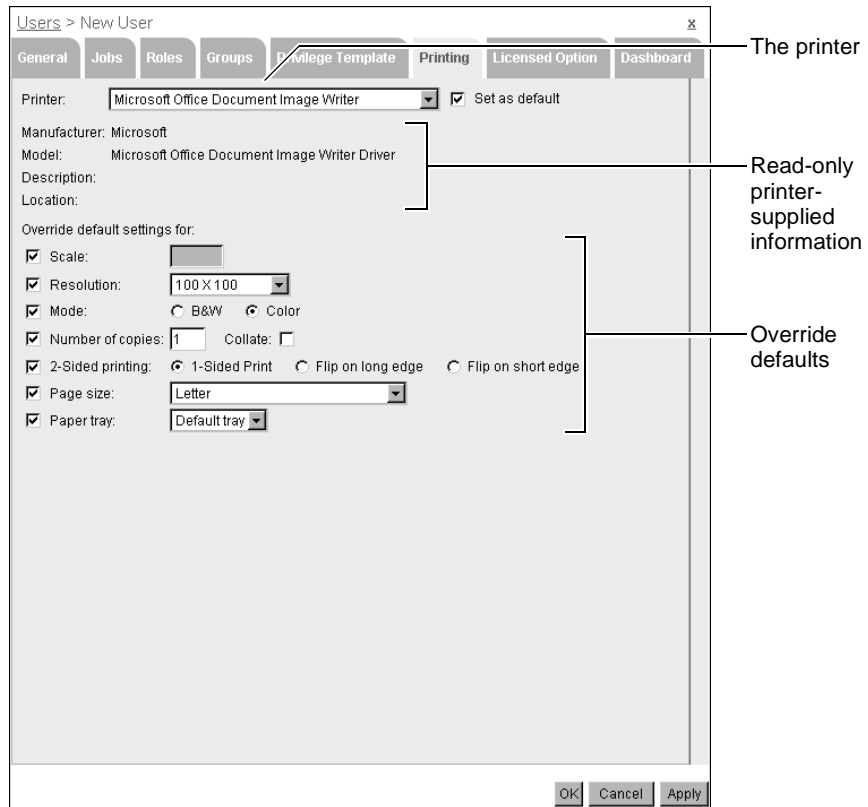 Users > New User x
General Jobs Roles Groups Privilege Template Printing Licensed Option Dashboard
The printer
Printer: Microsoft Office Document Image Writer Set as default
Manufacturer: Microsoft
Model: Microsoft Office Document Image Writer Driver
Description:
Location:
Read-only
printer-
supplied
information
Override default settings for:
Scale:
Resolution: 100 X 100
Mode: B&W Color
Number of copies: 1 Collate:
2-Sided printing: 1-Sided Print Flip on long edge Flip on short edge
Page size: Letter
Paper tray: Default tray
Override
defaults
OK Cancel Apply